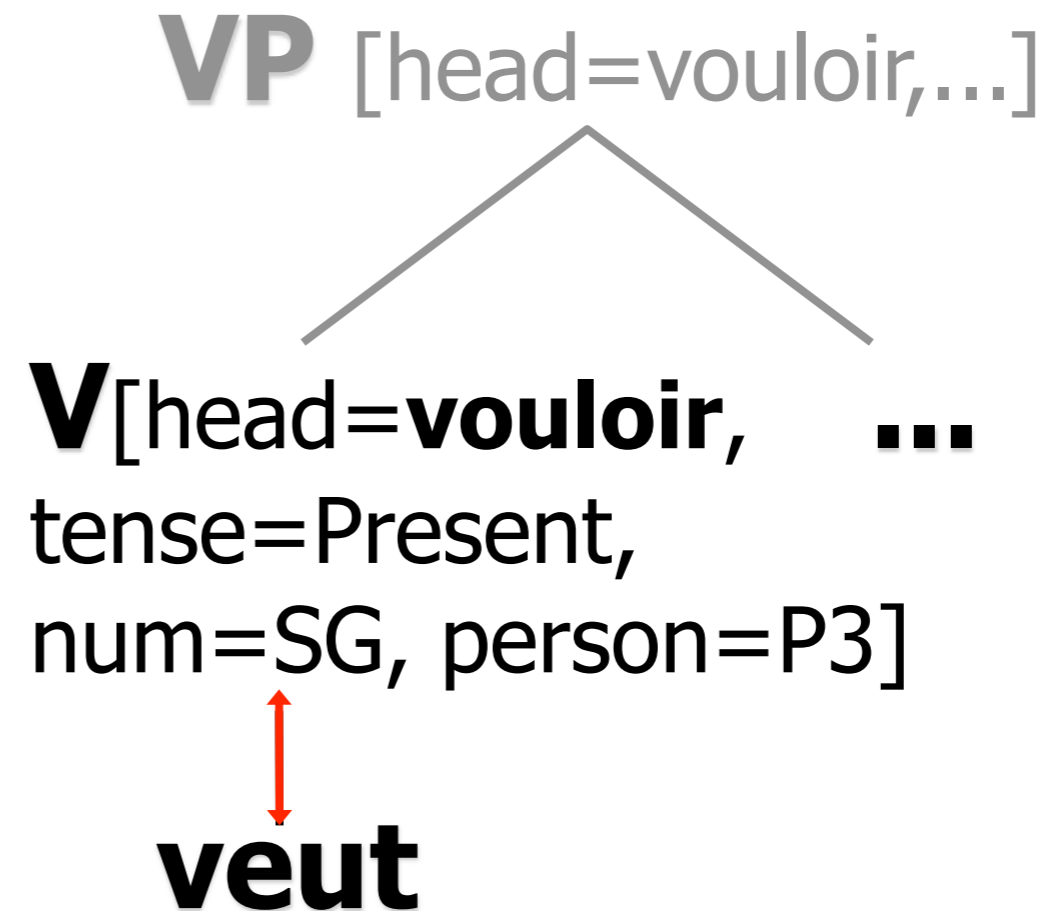 VP [head=vouloir,...]
V[head=vouloir, ...
tense=Present,
num=SG, person=P3]
veut